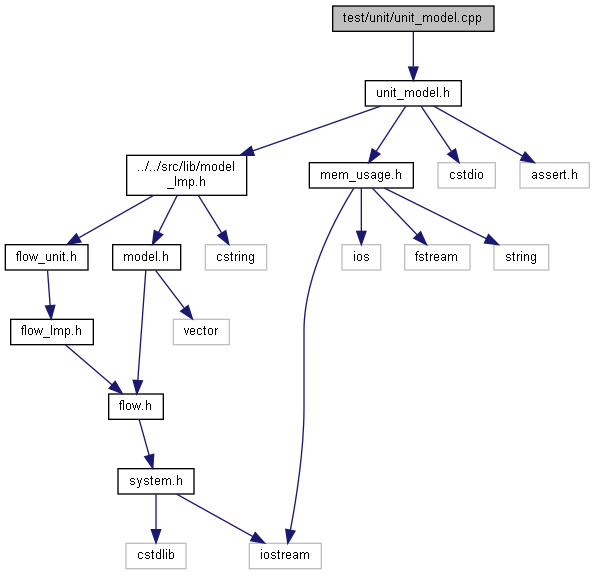 test/unit/unit_model.cpp
unit_model.h
../../src/lib/model
_Imp.h
mem_usage.h
cstdio
assert.h
flow_unit.h
model.h
cstring
ios
fstream
string
flow_Imp.h
vector
flow.h
system.h
cstdlib
iostream